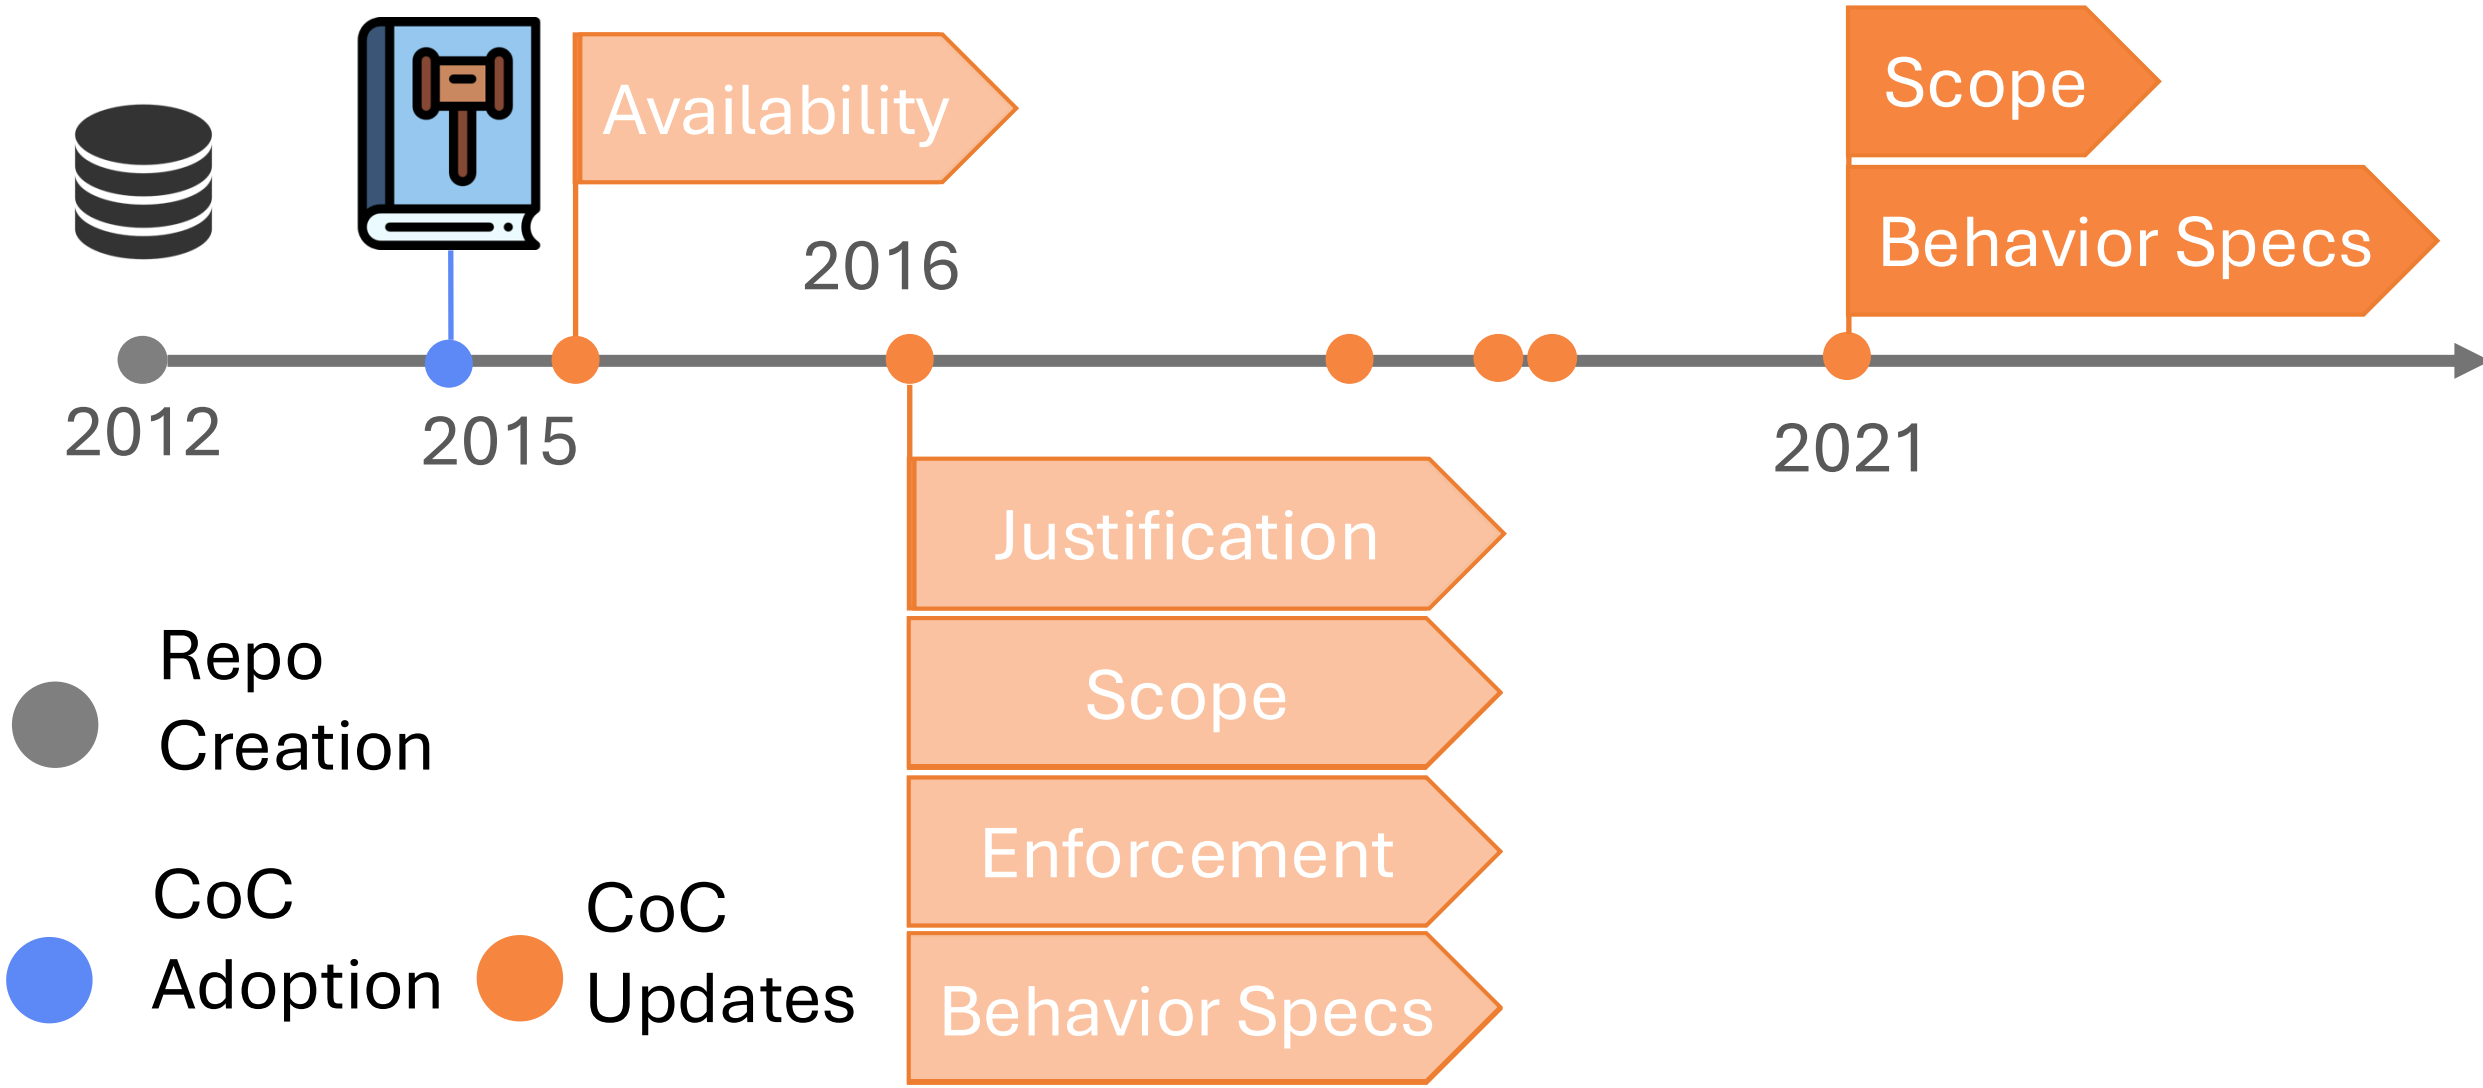 Availability
Scope
Behavior Specs
2016
2012
2015
2021
Justification
Scope
Enforcement
Behavior Specs
Repo
Creation
CoC
Adoption
CoC
Updates